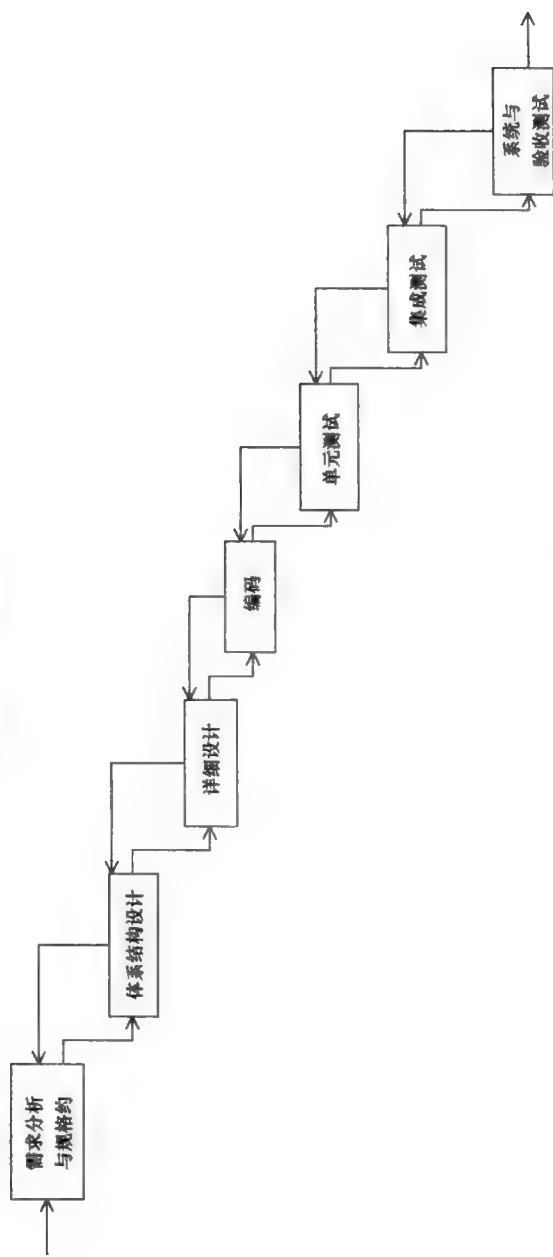 需求分析
与规格约
体系结构设计
详细设计
编码
单元测试
集成测试
系统与
验收测试